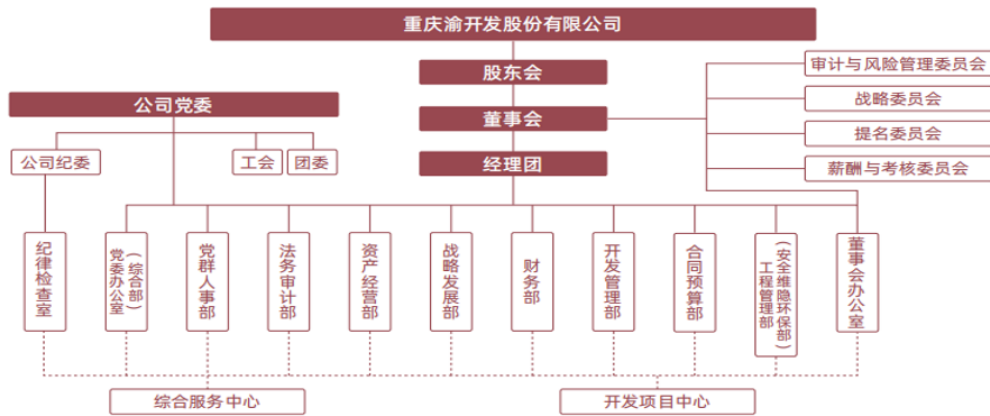 重庆渝开发股份有限公司
股东会
审计与风险管理委员会
公司党委
战略委员会
董事会
提名委员会
公司纪委
工会
团委
经理团
薪酬与考核委员会
纪律检查室
（综合部）
党委办公室
党群人事部
法务审计部
资产经营部
战略发展部
财务部
开发管理部
合同预算部
（安全维隐环保部）
工程管理部
董事会办公室
综合服务中心
开发项目中心